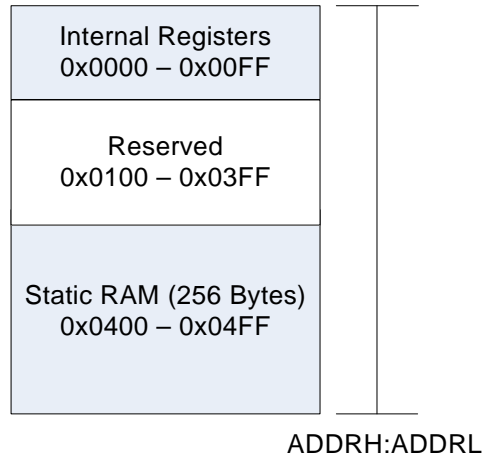 Internal Registers
0x0000 – 0x00FF
Reserved
0x0100 – 0x03FF
Static RAM (256 Bytes)
0x0400 – 0x04FF
ADDRH:ADDRL